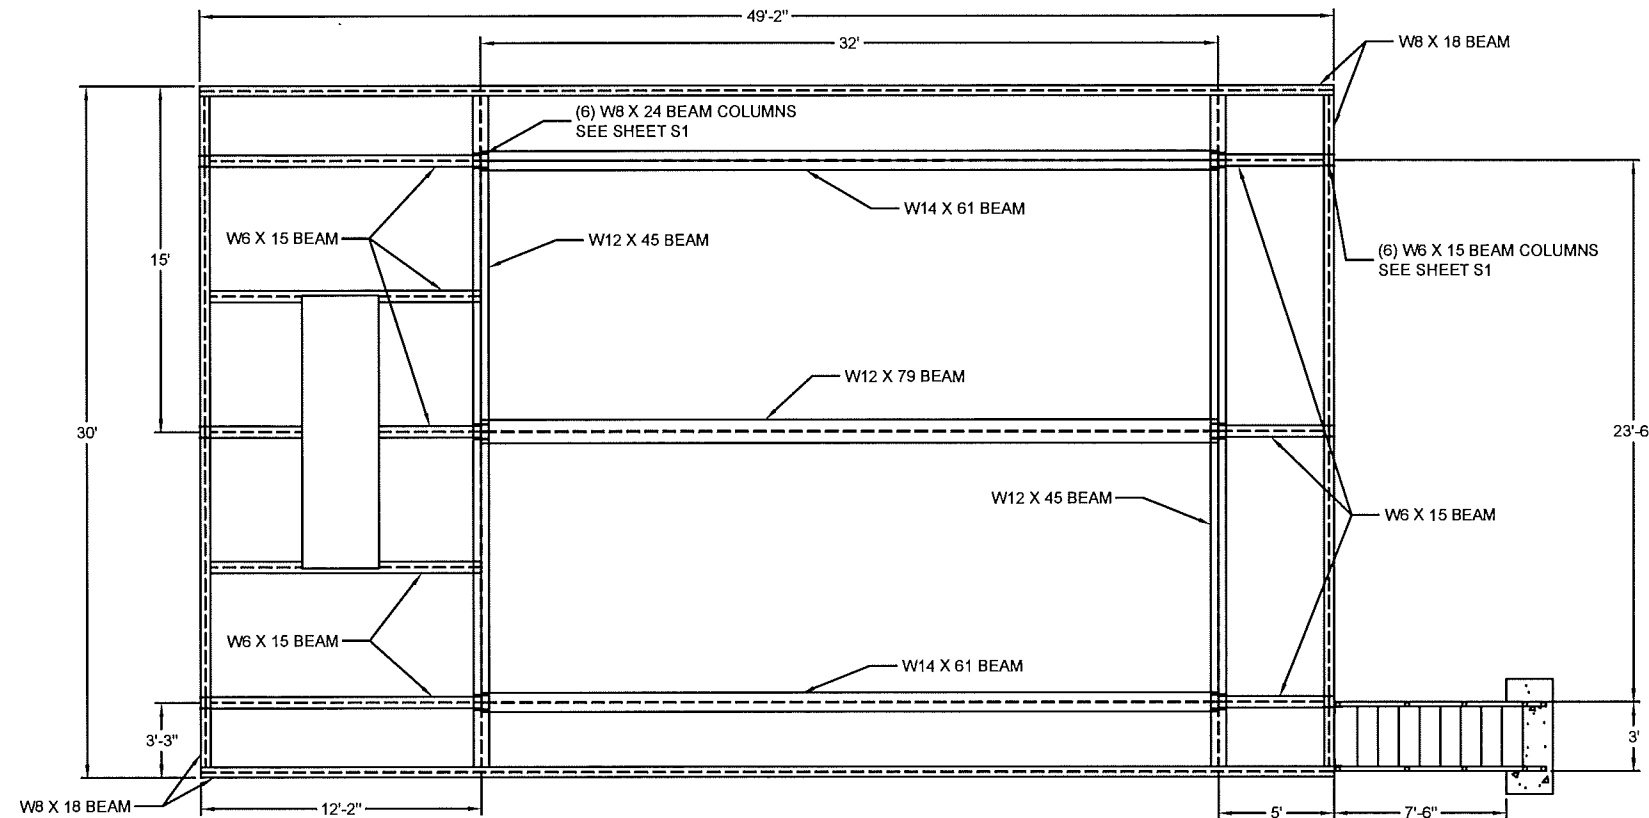 49'-2"
32'
W8 X 18 BEAM
(6) W8 X 24 BEAM COLUMNS
SEE SHEET S1
W14 X 61 BEAM
W6 X 15 BEAM
W12 X 45 BEAM
15'
(6) W6 X 15 BEAM COLUMNS
SEE SHEET S1
W12 X 79 BEAM
30'
23'-6
W12 X 45 BEAM
W6 X 15 BEAM
W6 X 15 BEAM
W14 X 61 BEAM
3'-3"
3'
W8 X 18 BEAM
12'-2"
5'
7'-6"